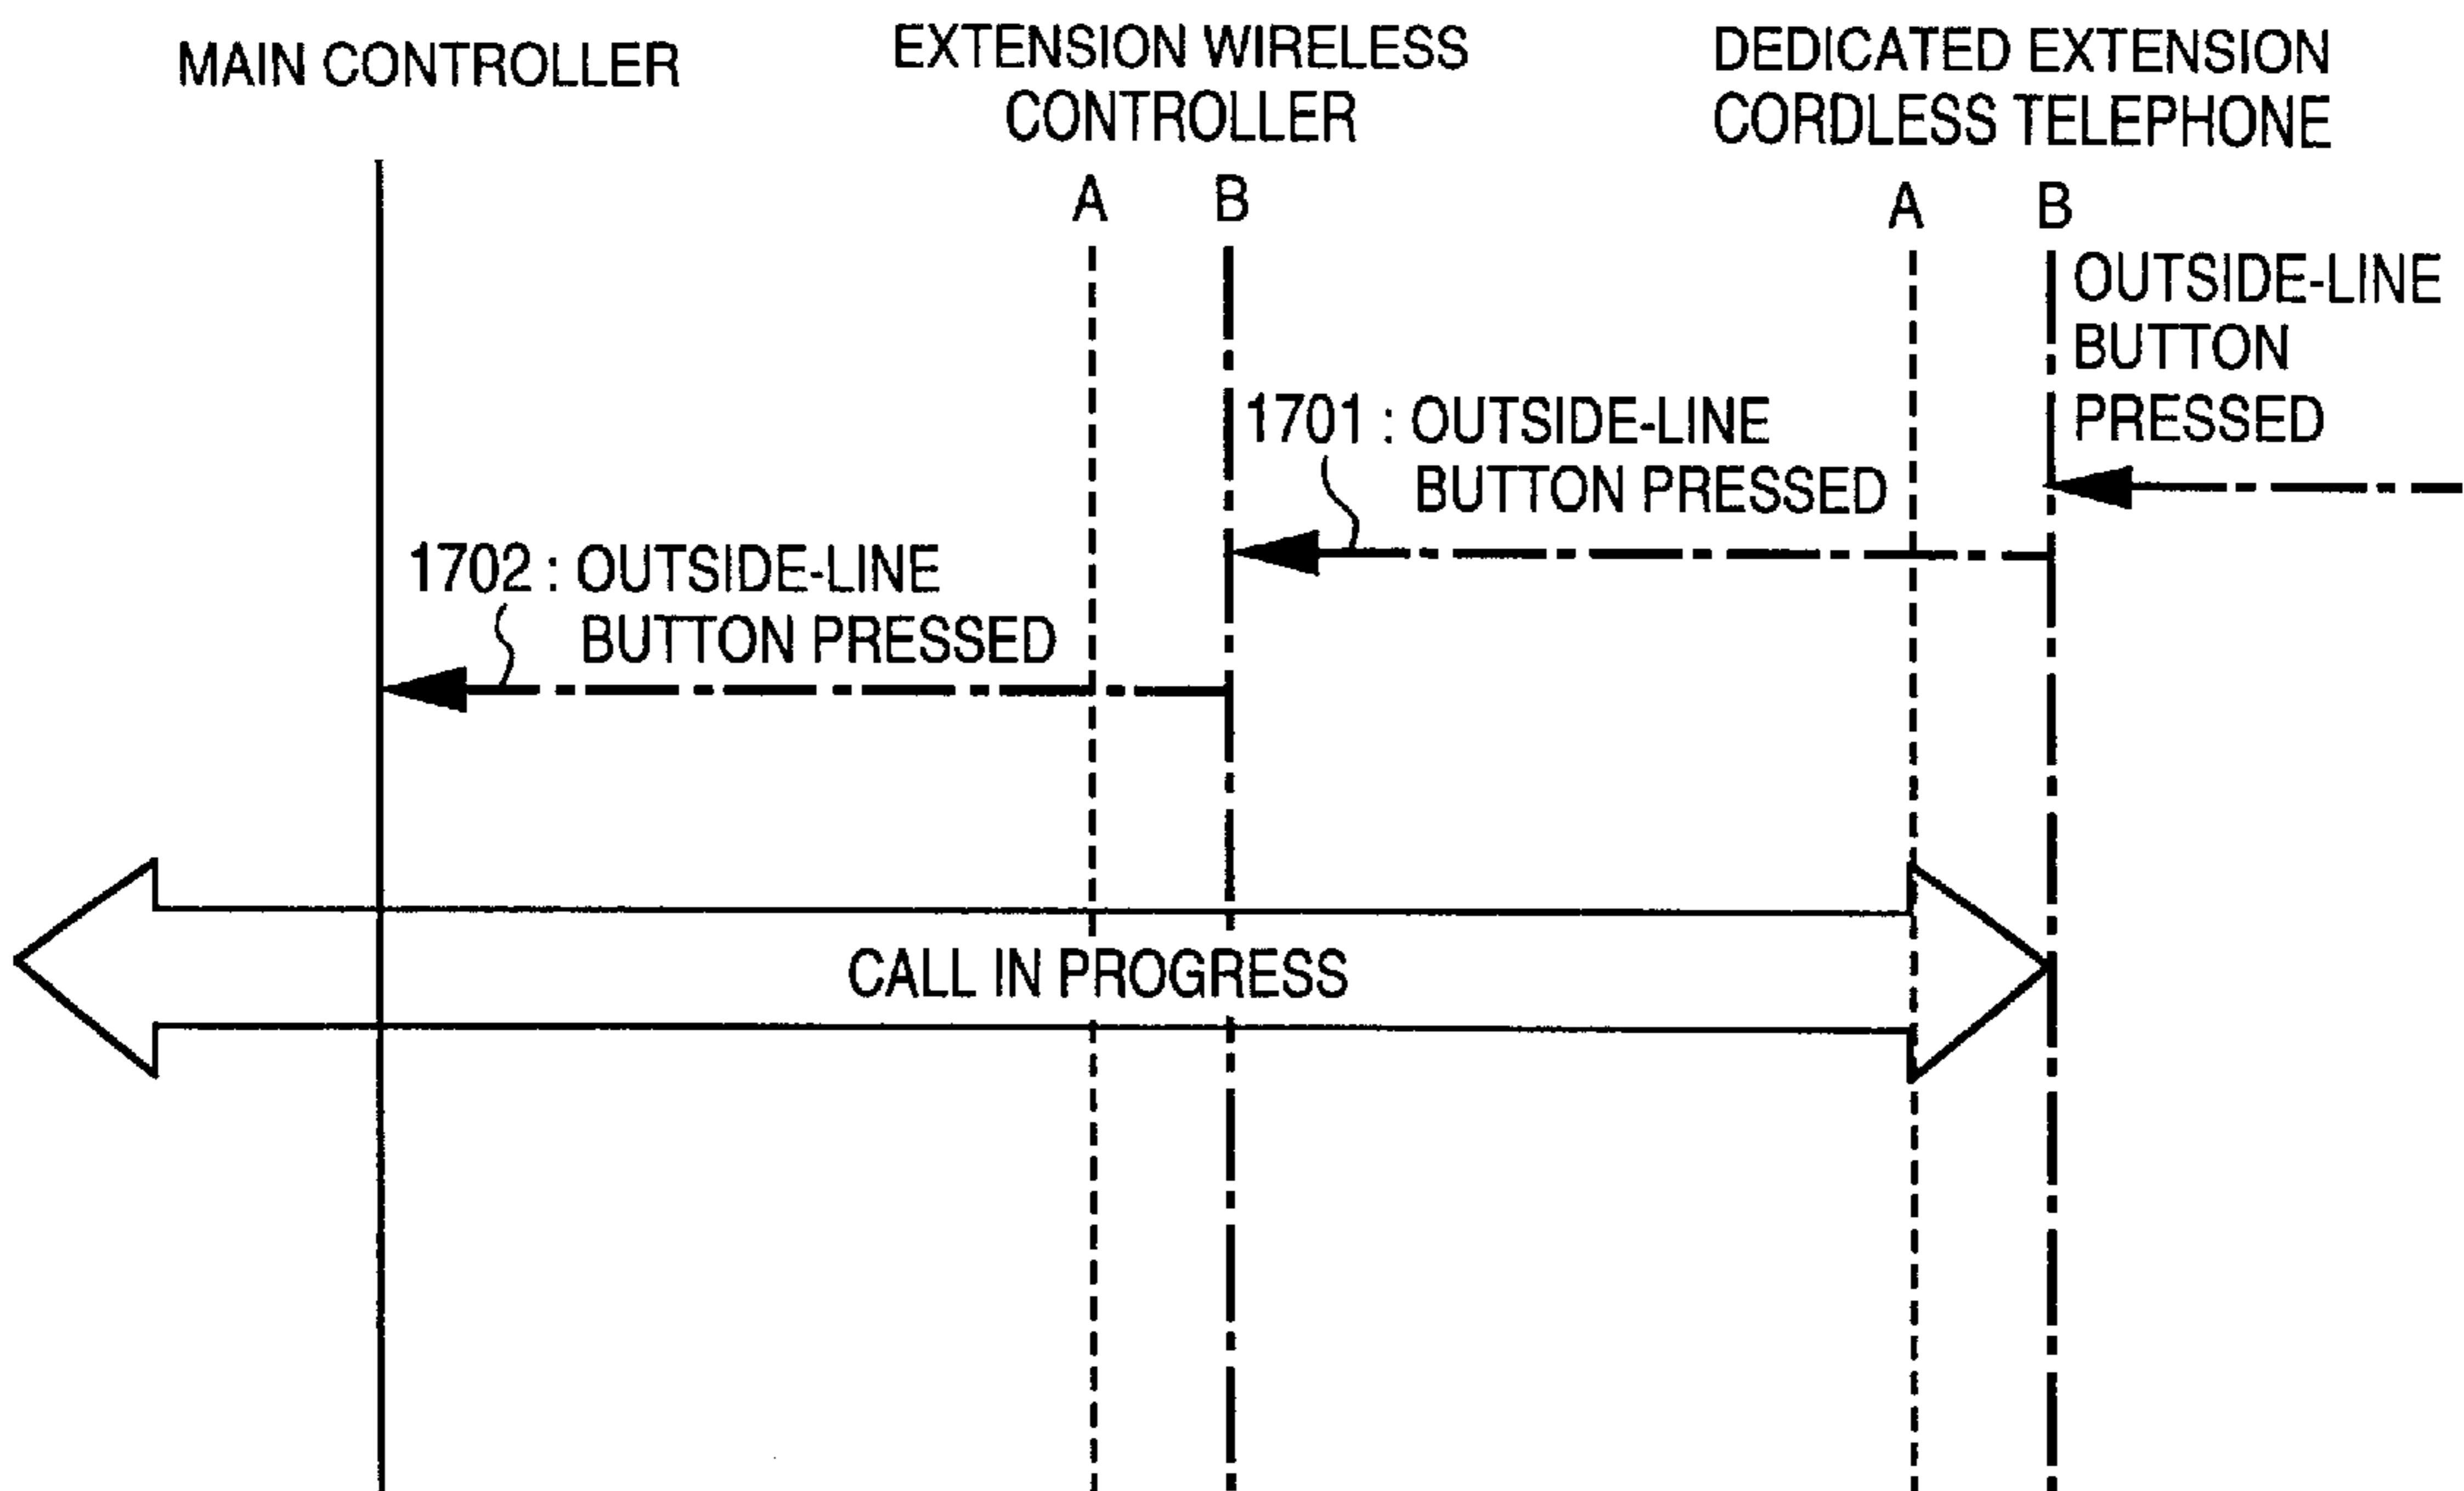 MAIN CONTROLLER
EXTENSION WIRELESS
CONTROLLER
DEDICATED EXTENSION
CORDLESS TELEPHONE
A
B
A
B
OUTSIDE-LINE
BUTTON
PRESSED
1701 : OUTSIDE-LINE
BUTTON PRESSED
1702 : OUTSIDE-LINE
BUTTON PRESSED
CALL IN PROGRESS